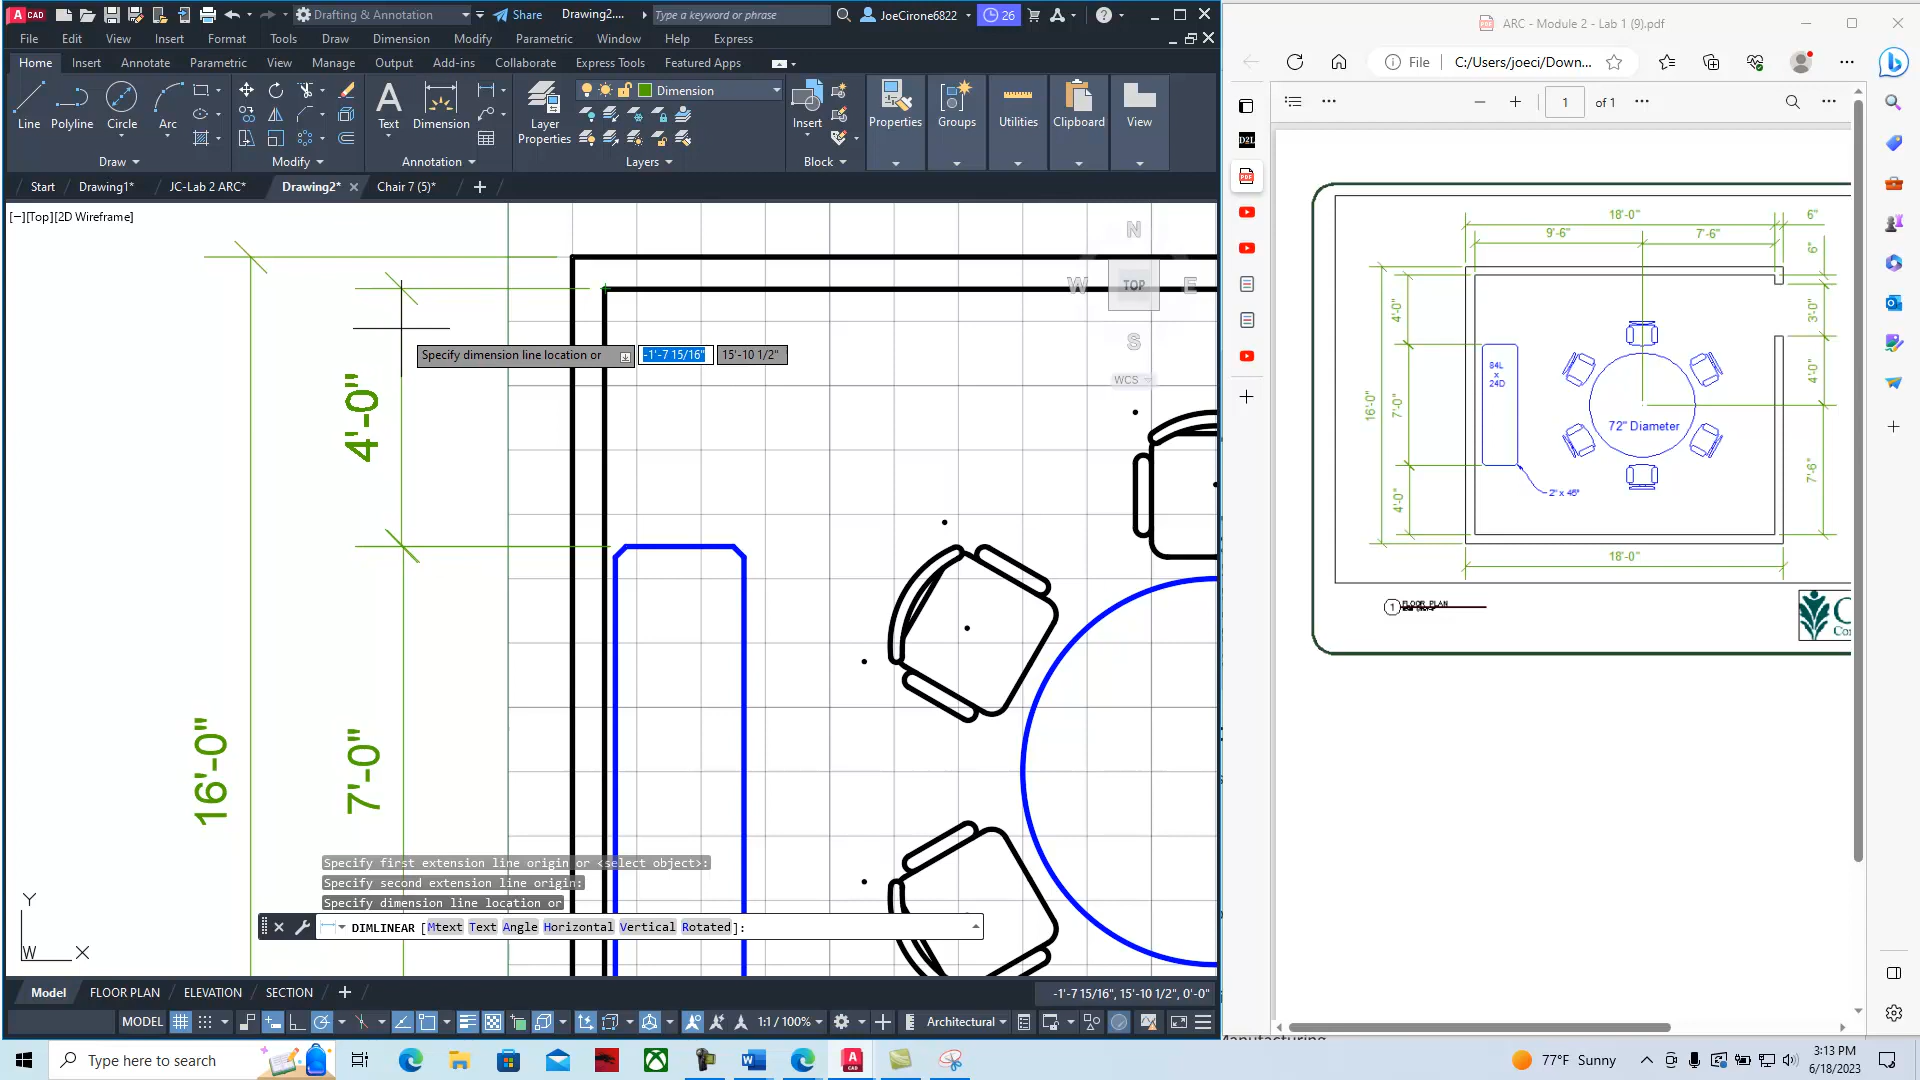 CAD
Drafting & Annotation
Share
Drawing2....
Type a keyword or phrase
JoeCirone6822
26
File Edit View Insert Format Tools Draw Dimension Modify Parametric Window Help Express
Home Insert Annotate Parametric View Manage Output Add-ins Collaborate Express Tools Featured Apps
Line Polyline Circle Arc
Draw
Modify
Text Dimension
Annotation
Layer Properties
Dimension
Layers
Insert
Block
Properties
Groups
Utilities
Clipboard
View
Start Drawing1* JC-Lab 2 ARC* Drawing2* Chair 7 (5)*
[−][Top][2D Wireframe]
N
W TOP E
S
WCS
Specify dimension line location or
-1'-7 15/16"
15'-10 1/2"
4'-0"
7'-0"
16'-0"
Specify first extension line origin or <select object>:
Specify second extension line origin:
Specify dimension line location or
DIMLINEAR [Mtext Text Angle Horizontal Vertical Rotated]:
Y
W X
Model FLOOR PLAN ELEVATION SECTION
-1'-7 15/16", 15'-10 1/2", 0'-0"
MODEL
1:1 / 100%
Architectural
ARC - Module 2 - Lab 1 (9).pdf
File
C:/Users/joeci/Down...
1 of 1
D2L
PDF
18'-0"
6"
9'-6"
7'-6"
6"
4'-0"
3'-0"
84L
x
24D
4'-0"
16'-0"
7'-0"
72" Diameter
7'-6"
4'-0"
2" x 45°
18'-0"
1
FLOOR PLAN
C
Co
Manufacturing
Type here to search
77°F Sunny
3:13 PM
6/18/2023